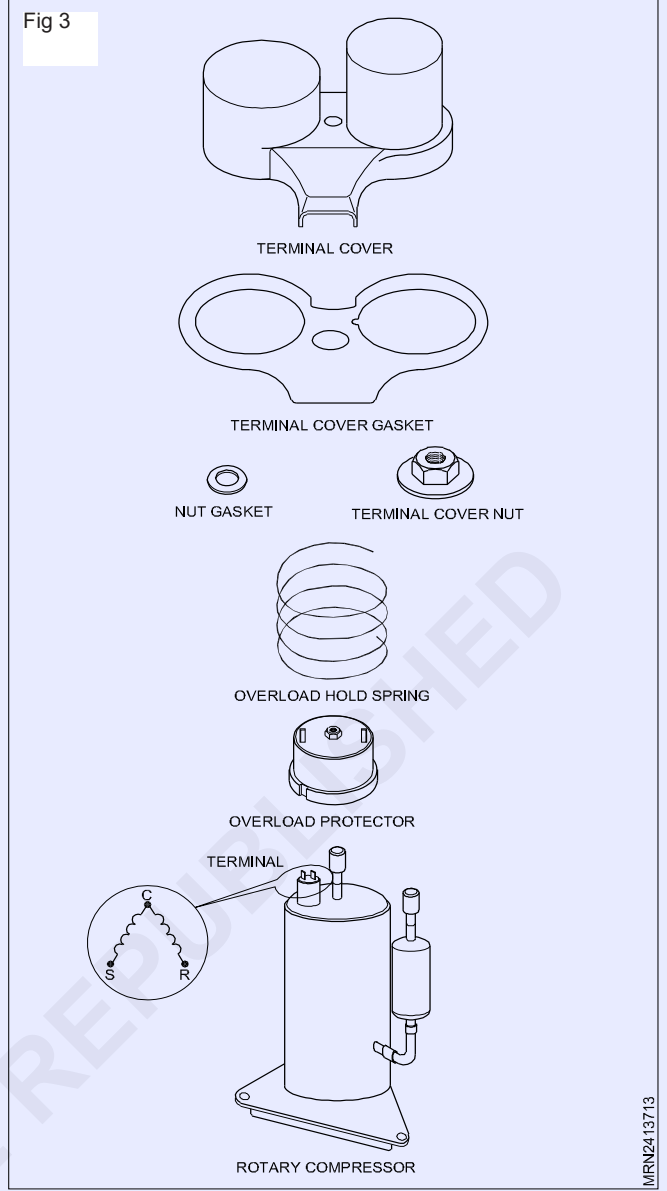 Fig 3
TERMINAL COVER
TERMINAL COVER GASKET
NUT GASKET
TERMINAL COVER NUT
OVERLOAD HOLD SPRING
OVERLOAD PROTECTOR
TERMINAL
C
S R
ROTARY COMPRESSOR
MRN2413713
REPUBLISHED